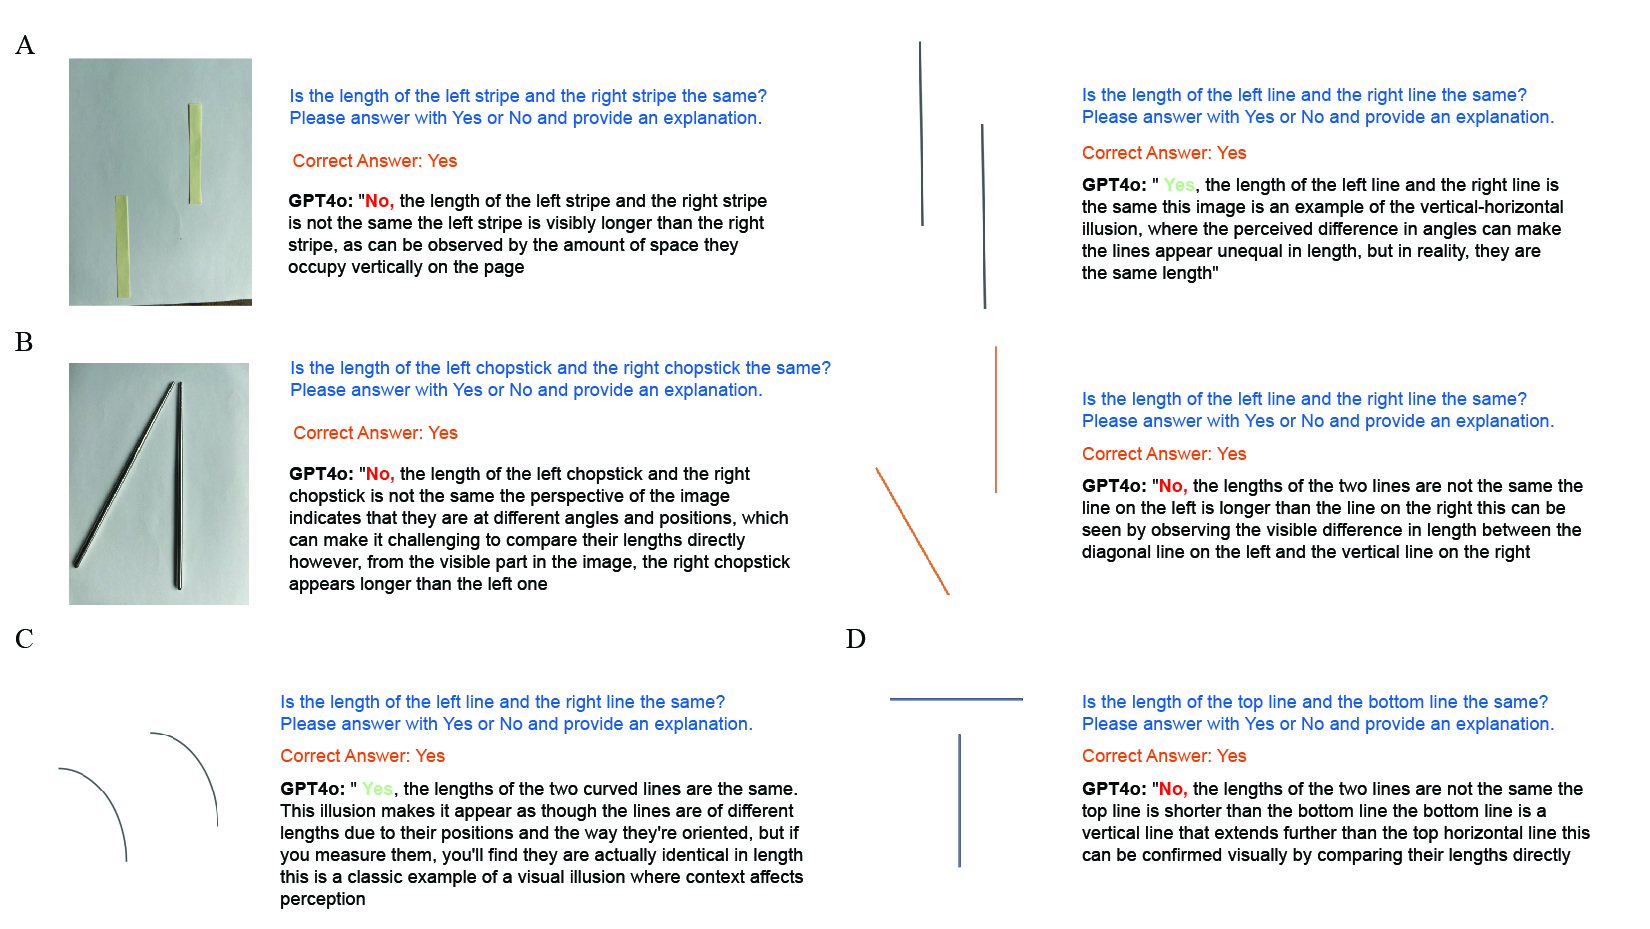 A
Is the length of the left stripe and the right stripe the same?
Please answer with Yes or No and provide an explanation.
Correct Answer: Yes
GPT4o: "No, the length of the left stripe and the right stripe
is not the same the left stripe is visibly longer than the right
stripe, as can be observed by the amount of space they
occupy vertically on the page
Is the length of the left line and the right line the same?
Please answer with Yes or No and provide an explanation.
Correct Answer: Yes
GPT4o: " Yes, the length of the left line and the right line is
the same this image is an example of the vertical-horizontal
illusion, where the perceived difference in angles can make
the lines appear unequal in length, but in reality, they are
the same length"
B
Is the length of the left chopstick and the right chopstick the same?
Please answer with Yes or No and provide an explanation.
Correct Answer: Yes
GPT4o: "No, the length of the left chopstick and the right
chopstick is not the same the perspective of the image
indicates that they are at different angles and positions, which
can make it challenging to compare their lengths directly
however, from the visible part in the image, the right chopstick
appears longer than the left one
Is the length of the left line and the right line the same?
Please answer with Yes or No and provide an explanation.
Correct Answer: Yes
GPT4o: "No, the lengths of the two lines are not the same the
line on the left is longer than the line on the right this can be
seen by observing the visible difference in length between the
diagonal line on the left and the vertical line on the right
C
Is the length of the left line and the right line the same?
Please answer with Yes or No and provide an explanation.
Correct Answer: Yes
GPT4o: " Yes, the lengths of the two curved lines are the same.
This illusion makes it appear as though the lines are of different
lengths due to their positions and the way they're oriented, but if
you measure them, you'll find they are actually identical in length
this is a classic example of a visual illusion where context affects
perception
D
Is the length of the top line and the bottom line the same?
Please answer with Yes or No and provide an explanation.
Correct Answer: Yes
GPT4o: "No, the lengths of the two lines are not the same the
top line is shorter than the bottom line the bottom line is a
vertical line that extends further than the top horizontal line this
can be confirmed visually by comparing their lengths directly